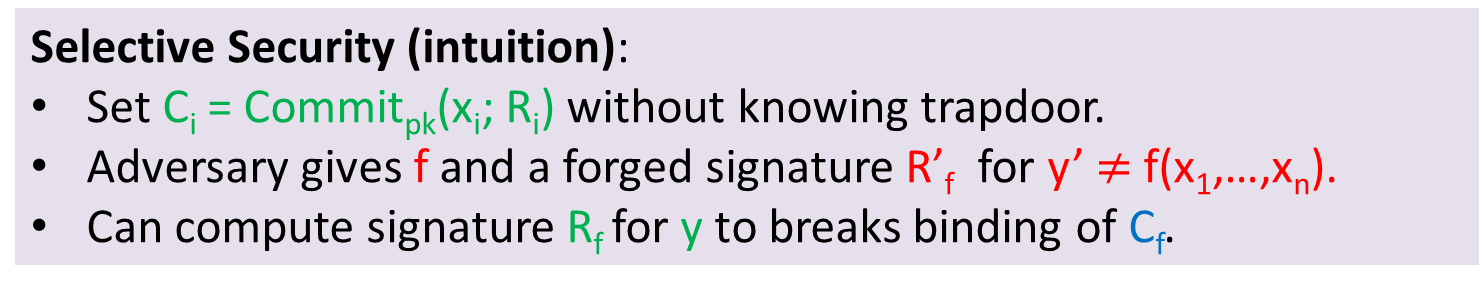 Selective Security (intuition):
• Set Cᵢ = Commitₚₖ(xᵢ; Rᵢ) without knowing trapdoor.
• Adversary gives f and a forged signature R’f for y’ ≠ f(x₁,…,xₙ).
• Can compute signature Rf for y to breaks binding of Cf.